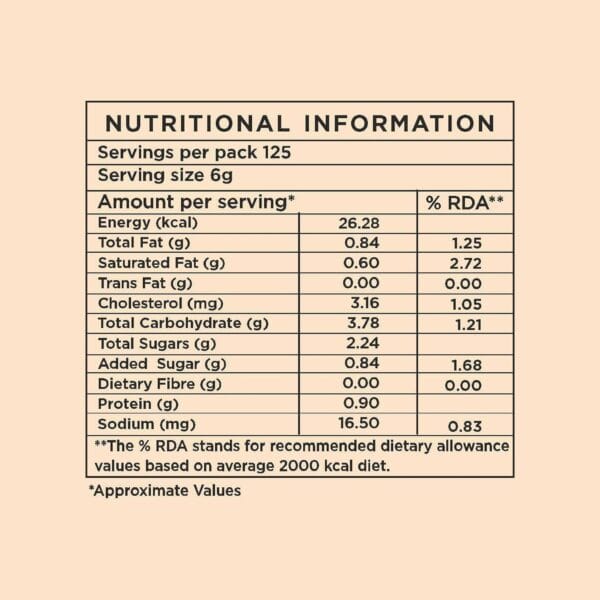 NUTRITIONAL INFORMATION
Servings per pack 125
Serving size 6g
Amount per serving* % RDA**
Energy (kcal) 26.28
Total Fat (g) 0.84 1.25
Saturated Fat (g) 0.60 2.72
Trans Fat (g) 0.00 0.00
Cholesterol (mg) 3.16 1.05
Total Carbohydrate (g) 3.78 1.21
Total Sugars (g) 2.24
Added Sugar (g) 0.84 1.68
Dietary Fibre (g) 0.00 0.00
Protein (g) 0.90
Sodium (mg) 16.50 0.83
**The % RDA stands for recommended dietary allowance
values based on average 2000 kcal diet.
*Approximate Values